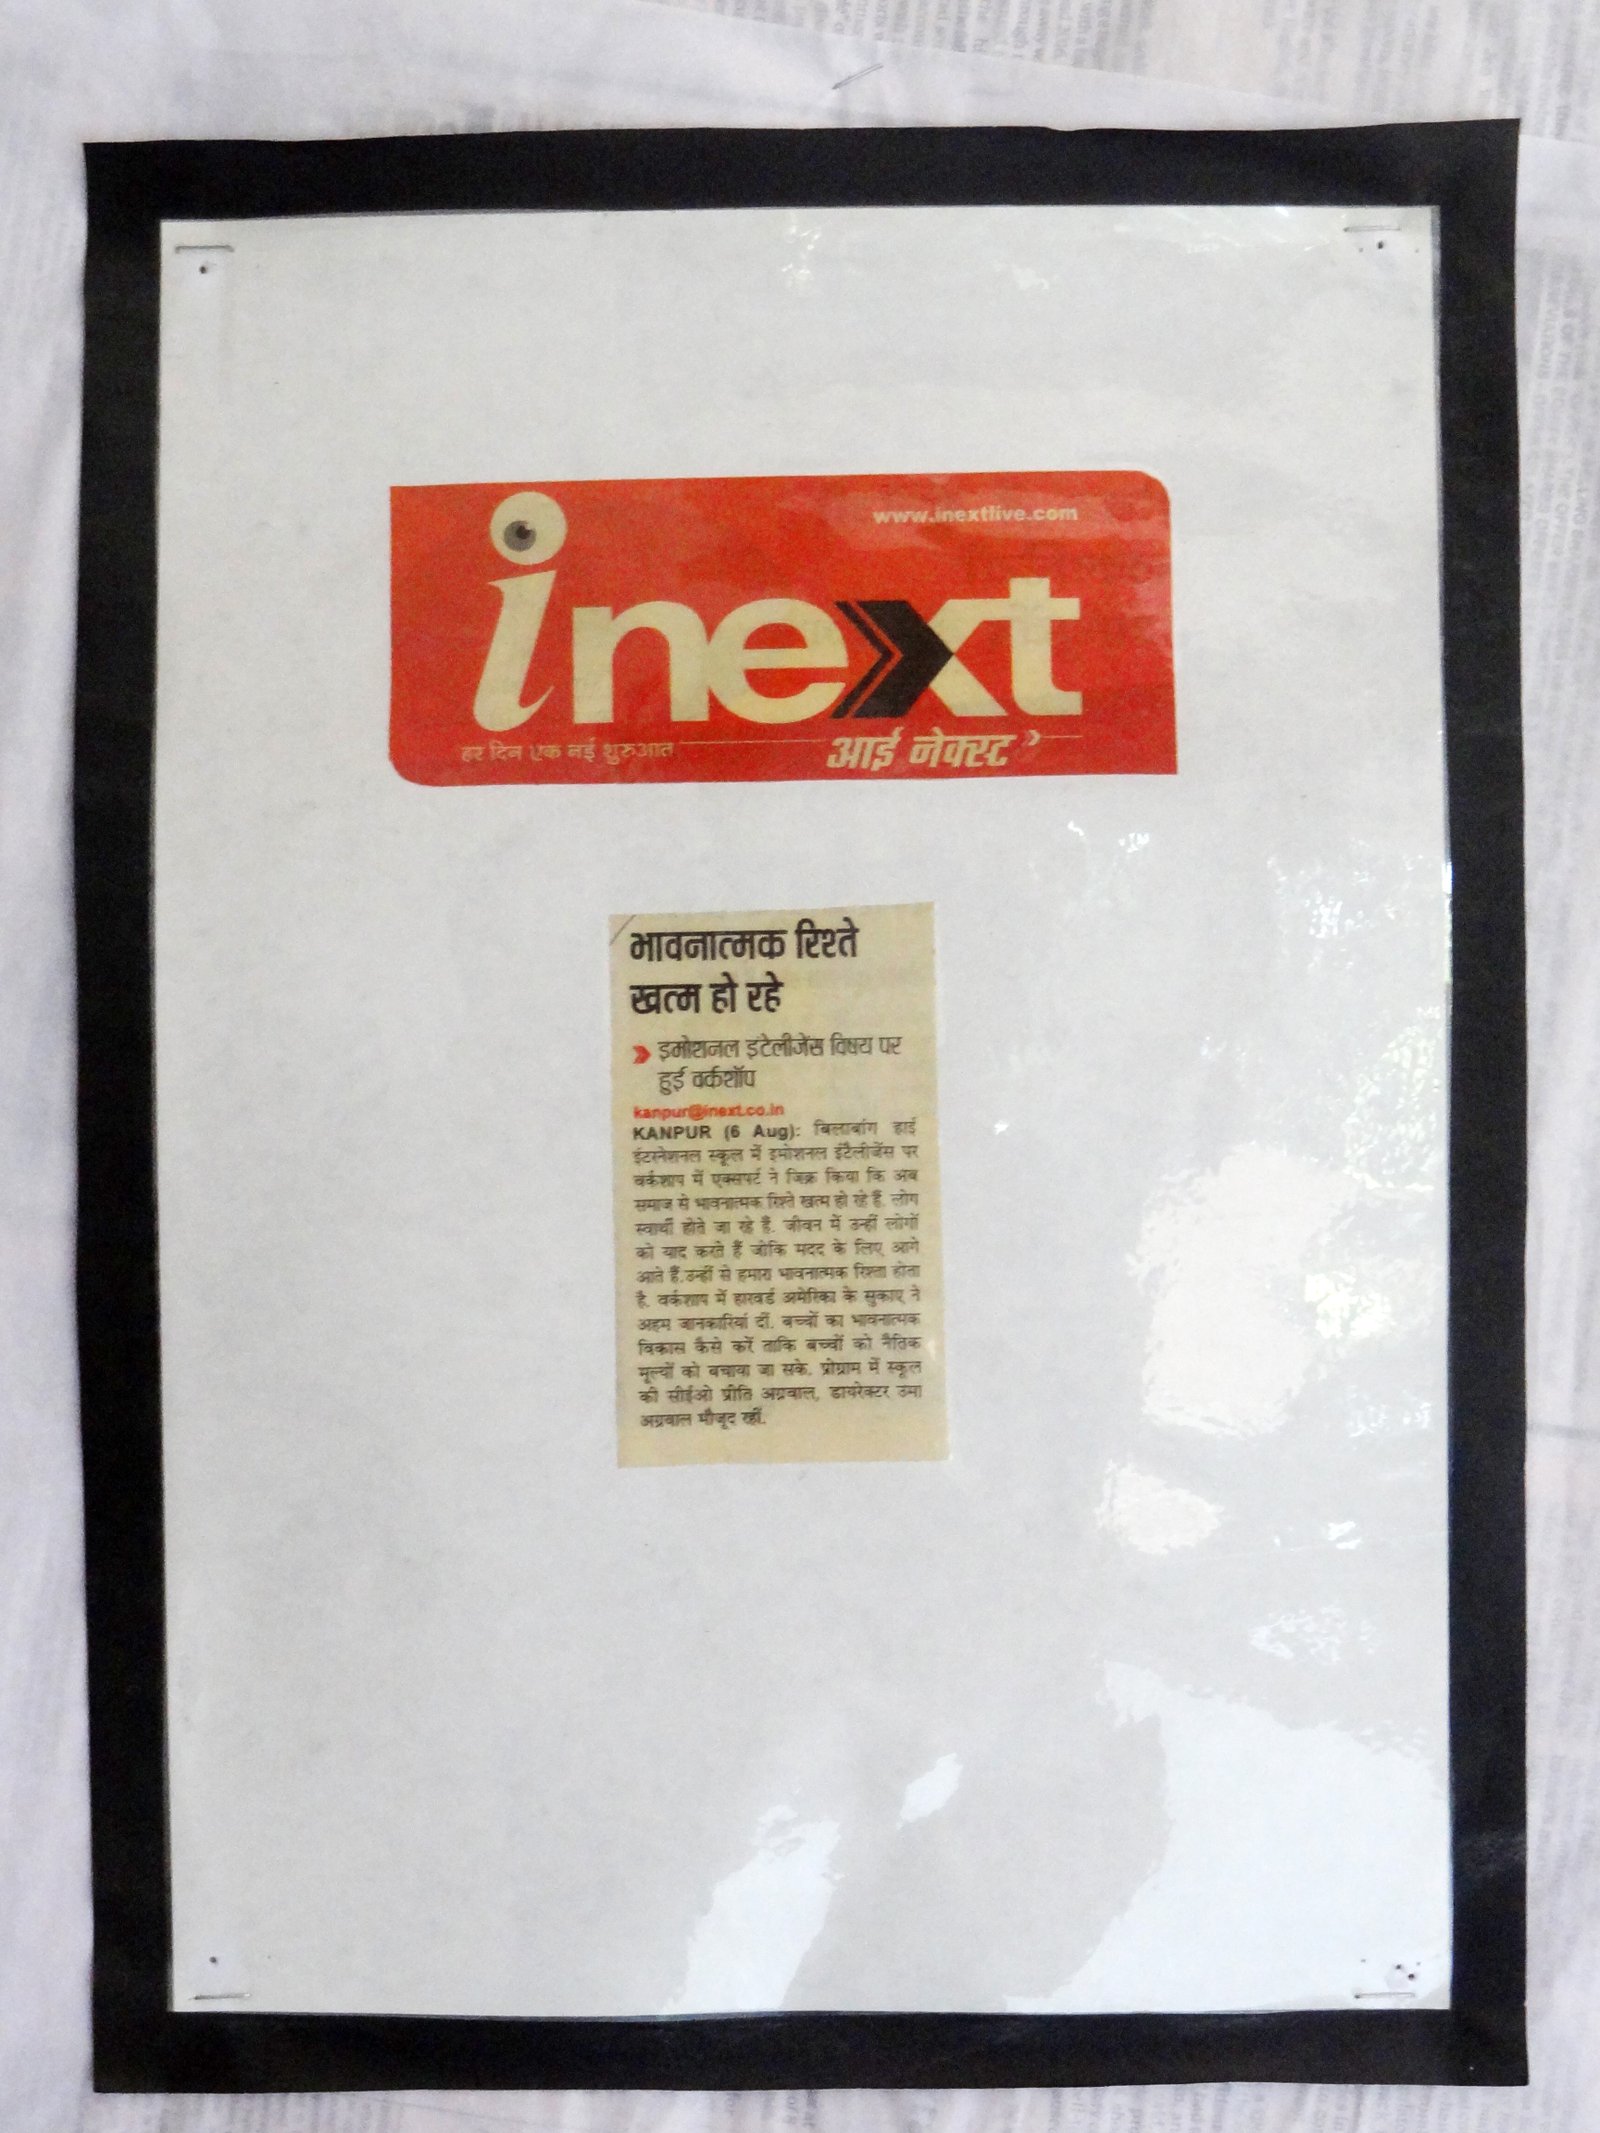 www.inextlive.com
inext
हर दिन एक नई शुरुआत
आई नेक्स्ट
भावनात्मक रिश्ते
खत्म हो रहे
इमोशनल इंटेलीजेंस विषय पर
हुई वर्कशॉप
kanpur@inext.co.in
KANPUR (6 Aug): बिलाबांग हाई
इंटरनेशनल स्कूल में इमोशनल इंटैलीजेंस पर
वर्कशाप में एक्सपर्ट ने जिक्र किया कि अब
समाज से भावनात्मक रिश्ते खत्म हो रहे हैं. लोग
स्वार्थी होते जा रहे हैं. जीवन में उन्हीं लोगों
को याद करते हैं जोकि मदद के लिए आगे
आते हैं.उन्हीं से हमारा भावनात्मक रिश्ता होता
है. वर्कशाप में हारवर्ड अमेरिका के सुकाए ने
अहम जानकारियां दीं. बच्चों का भावनात्मक
विकास कैसे करें ताकि बच्चों को नैतिक
मूल्यों को बचाया जा सके. प्रोग्राम में स्कूल
की सीईओ प्रीति अग्रवाल, डायरेक्टर उमा
अग्रवाल मौजूद रहीं.